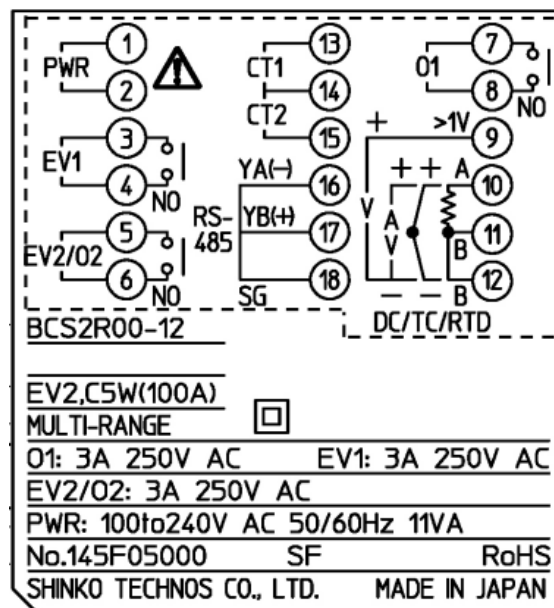 1 13 7
PWR CT1 O1
2 14 8
CT2 NO
3 15 + >1V 9
EV1 YA(-) 16 + + A 10
4 NO
RS-485 YB(+) 17 V A V B 11
5
EV2/O2
6 NO SG 18 - - B 12
DC/TC/RTD
BCS2R00-12
EV2,C5W(100A)
MULTI-RANGE
O1: 3A 250V AC EV1: 3A 250V AC
EV2/O2: 3A 250V AC
PWR: 100to240V AC 50/60Hz 11VA
No.145F05000 SF RoHS
SHINKO TECHNOS CO., LTD. MADE IN JAPAN